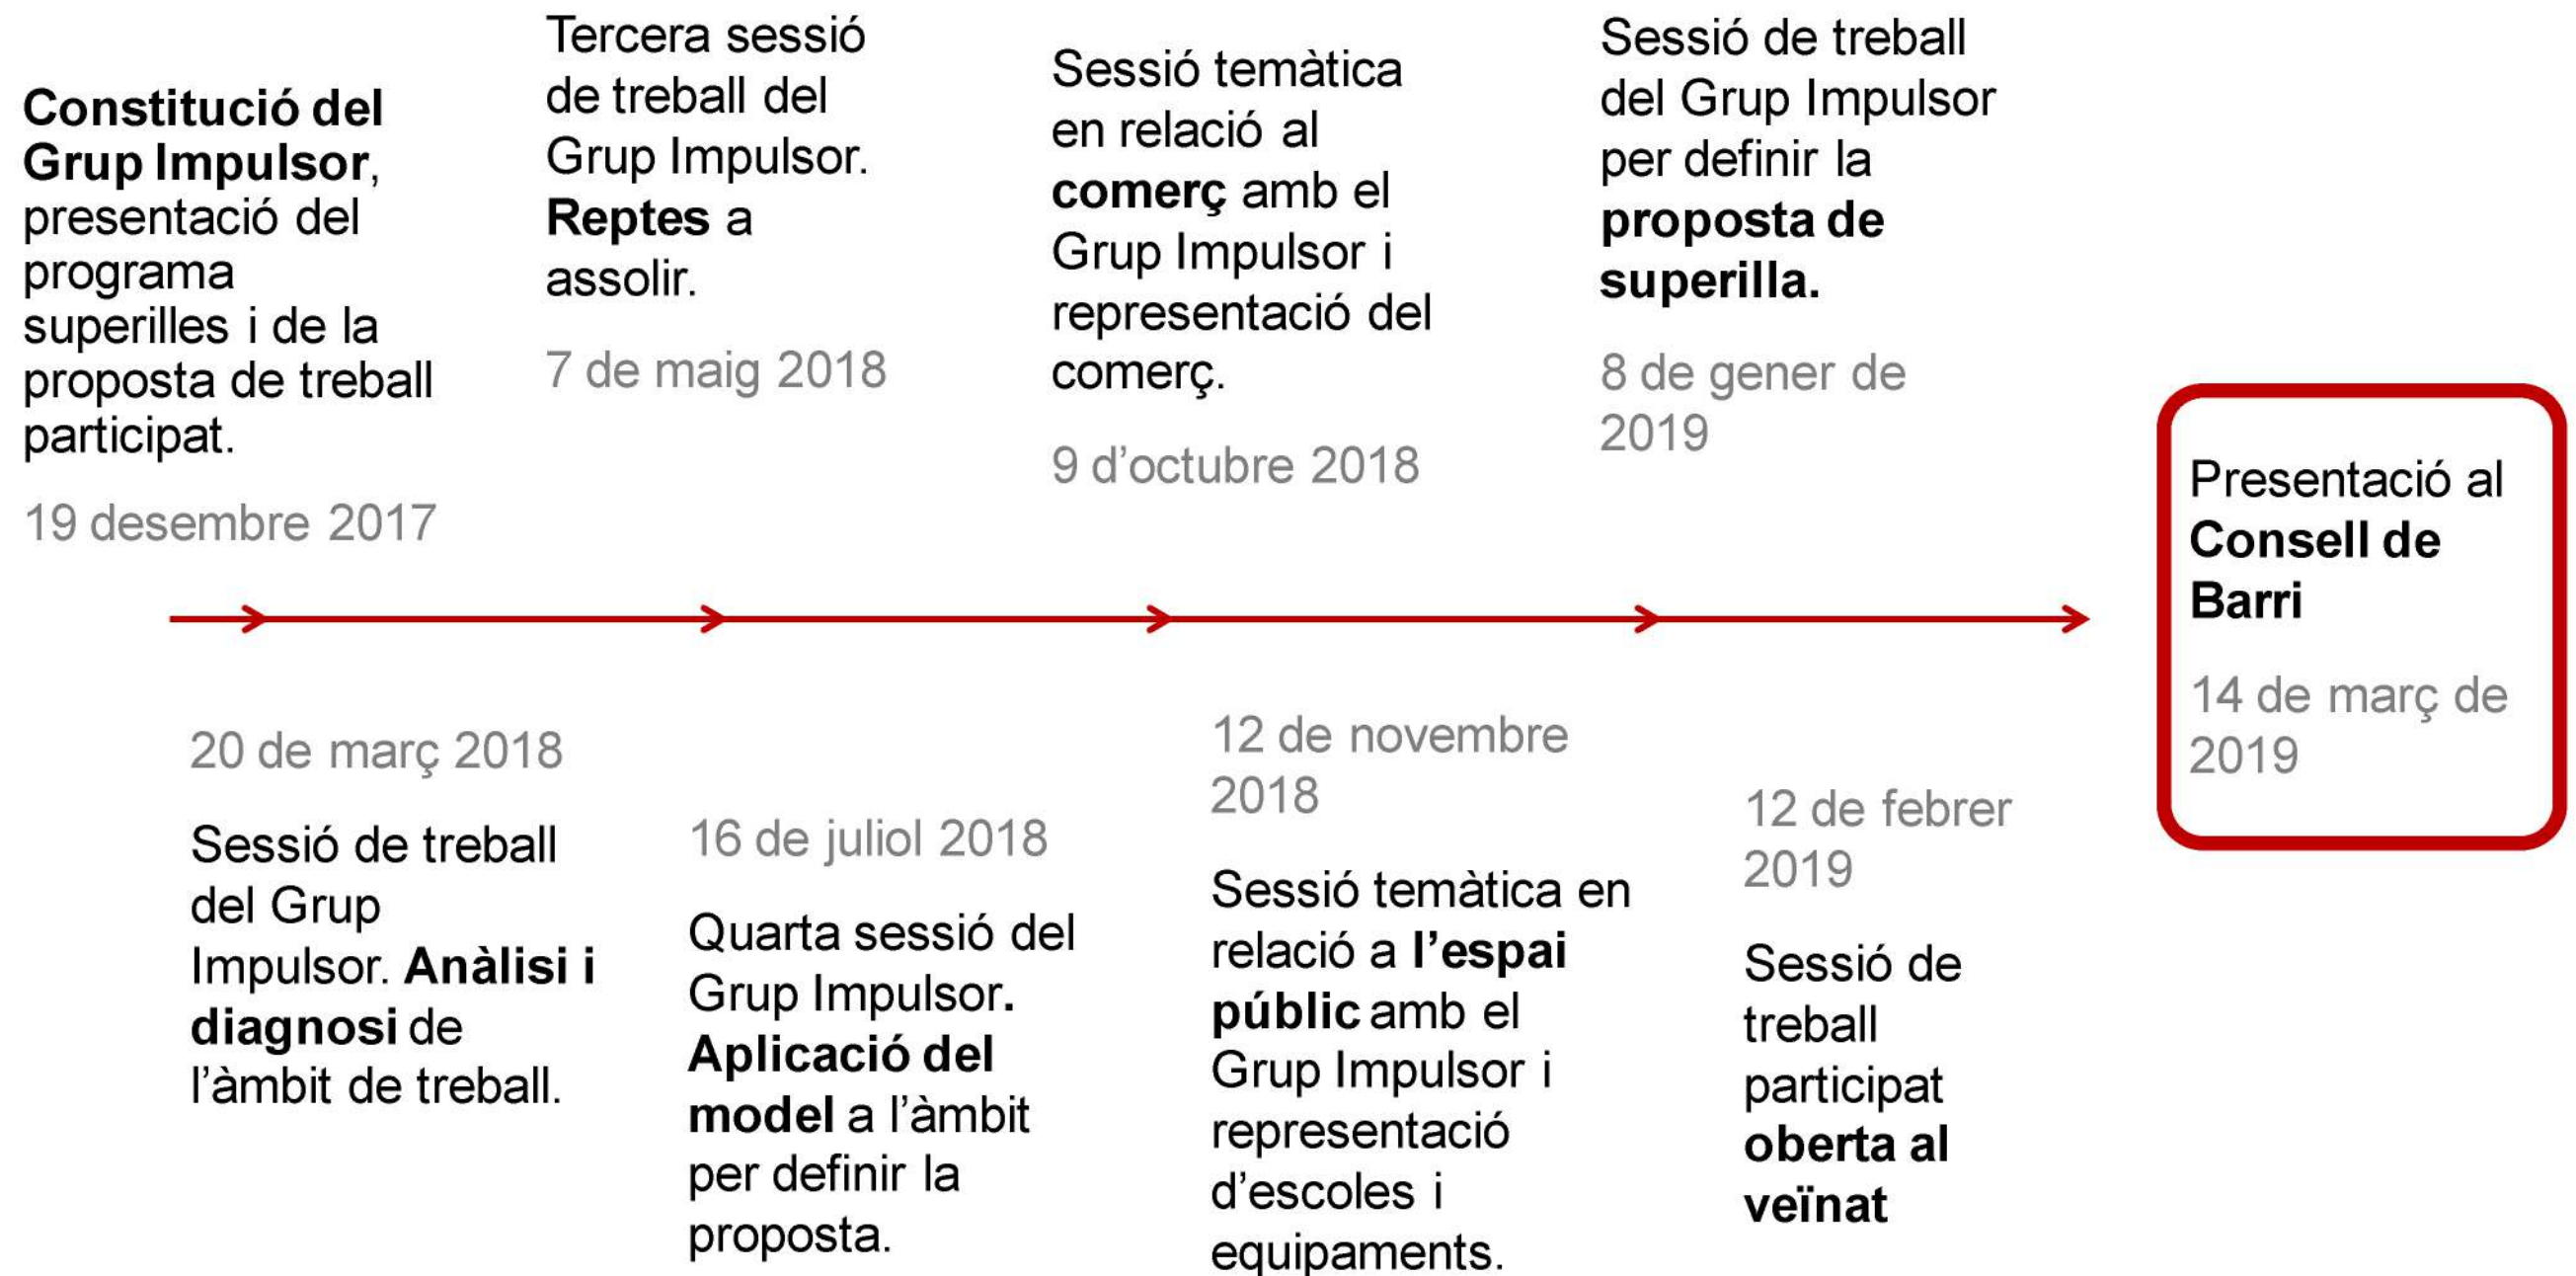 Constitució del
Grup Impulsor,
presentació del
programa
superilles i de la
proposta de treball
participat.
19 desembre 2017
Tercera sessió
de treball del
Grup Impulsor.
Reptes a
assolir.
7 de maig 2018
Sessió temàtica
en relació al
comerç amb el
Grup Impulsor i
representació del
comerç.
9 d’octubre 2018
Sessió de treball
del Grup Impulsor
per definir la
proposta de
superilla.
8 de gener de
2019
Presentació al
Consell de
Barri
14 de març de
2019
20 de març 2018
Sessió de treball
del Grup
Impulsor. Anàlisi i
diagnosi de
l’àmbit de treball.
16 de juliol 2018
Quarta sessió del
Grup Impulsor.
Aplicació del
model a l’àmbit
per definir la
proposta.
12 de novembre
2018
Sessió temàtica en
relació a l’espai
públic amb el
Grup Impulsor i
representació
d’escoles i
equipaments.
12 de febrer
2019
Sessió de
treball
participat
oberta al
veïnat